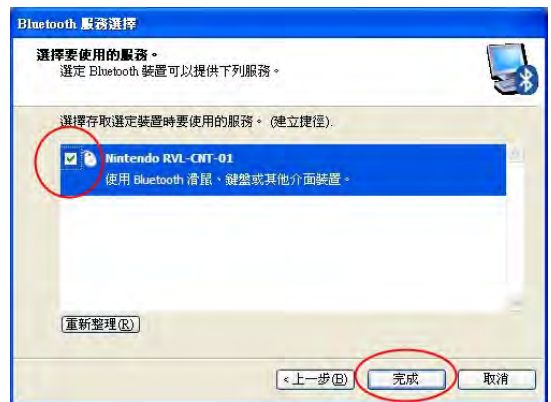 Bluetooth 服務選擇
選擇要使用的服務。
選定 Bluetooth 裝置可以提供下列服務。
選擇存取選定裝置時要使用的服務。(建立捷徑).
Nintendo RVL-CNT-01
使用 Bluetooth 滑鼠、鍵盤或其他介面裝置。
重新整理(R)
<上一步(B) 完成 取消